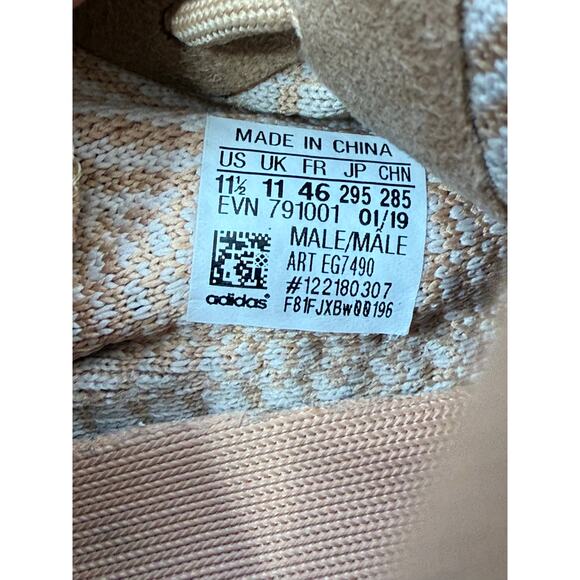 MADE IN CHINA
US UK FR JP CHN
11½ 11 46 295 285
EVN 791001 01/19
MALE/MÂLE
ART EG7490
#122180307
adidas F81FJXBw00196